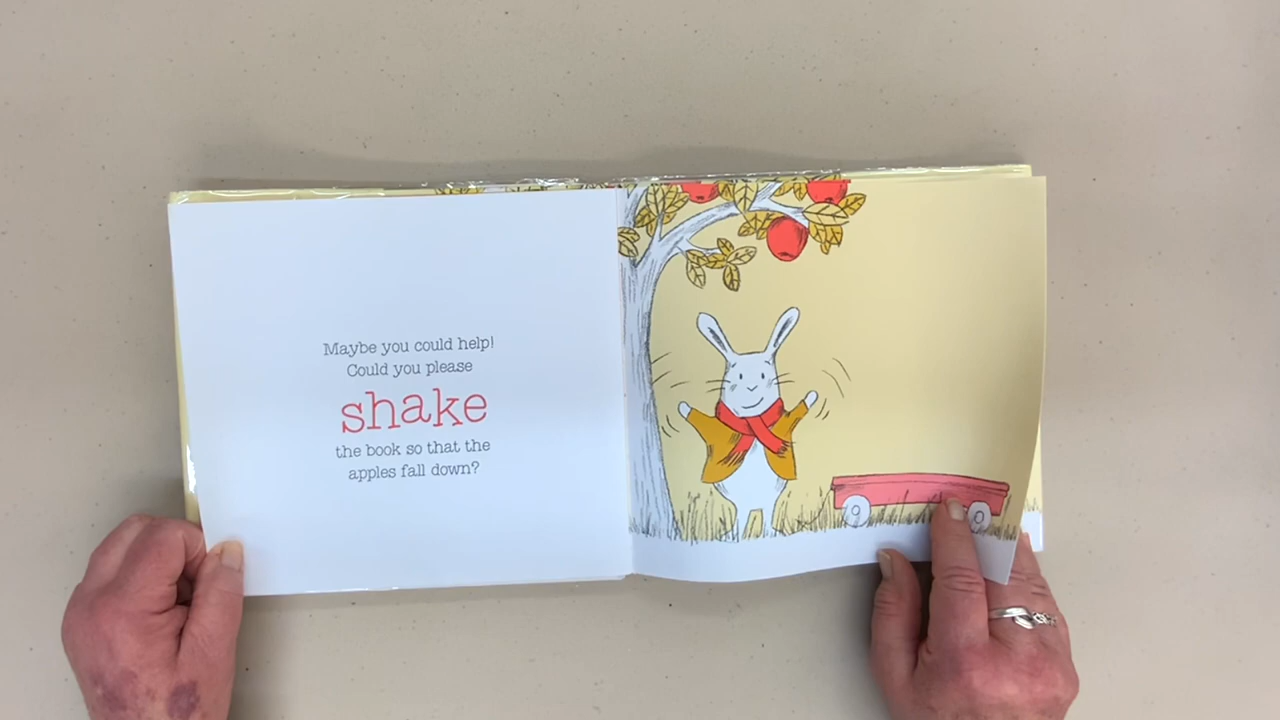 Maybe you could help!
Could you please
shake
the book so that the
apples fall down?